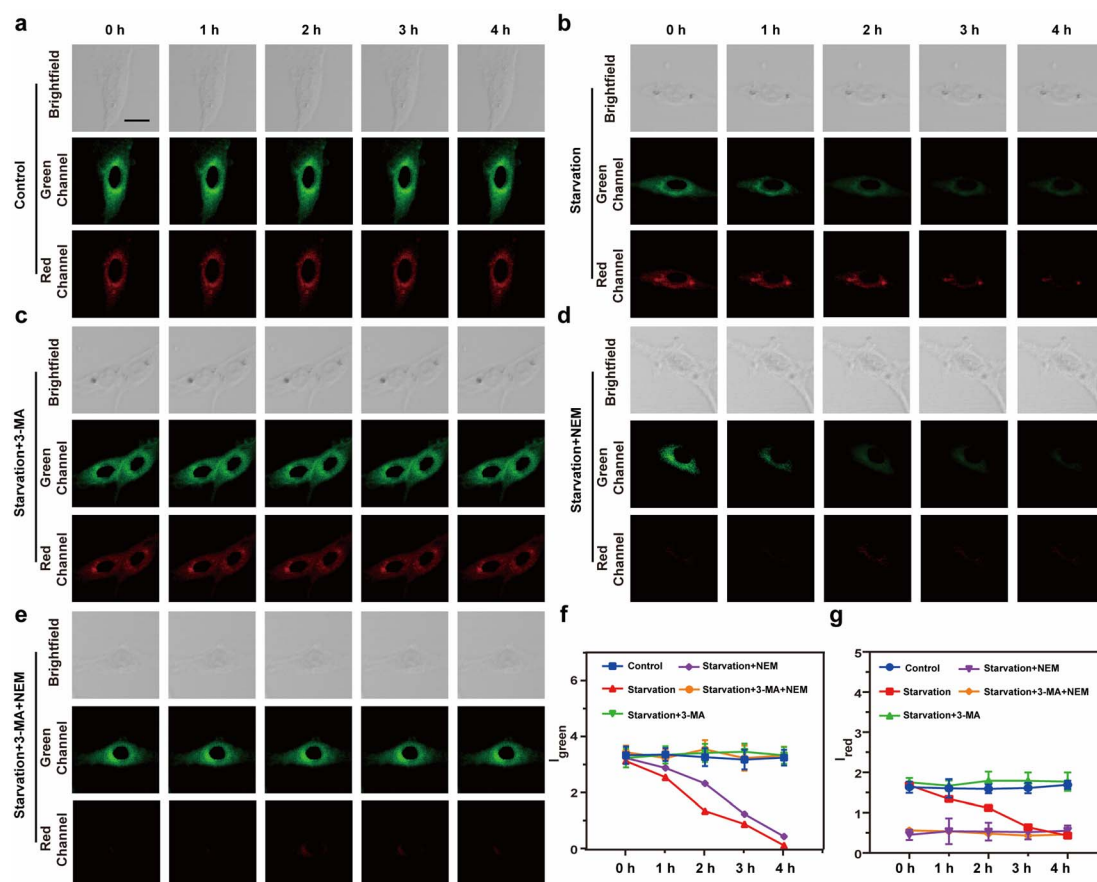 a
0 h 1 h 2 h 3 h 4 h
Control
Brightfield
Green
Channel
Red
Channel
b
0 h 1 h 2 h 3 h 4 h
Starvation
Brightfield
Green
Channel
Red
Channel
c
Starvation+3-MA
Brightfield
Green
Channel
Red
Channel
d
Starvation+NEM
Brightfield
Green
Channel
Red
Channel
e
Starvation+3-MA+NEM
Brightfield
Green
Channel
Red
Channel
f
Igreen
6
4
2
0
Control Starvation+NEM
Starvation Starvation+3-MA+NEM
Starvation+3-MA
0 h 1 h 2 h 3 h 4 h
g
Ired
5
4
2
1
0
Control Starvation+NEM
Starvation Starvation+3-MA+NEM
Starvation+3-MA
0 h 1 h 2 h 3 h 4 h